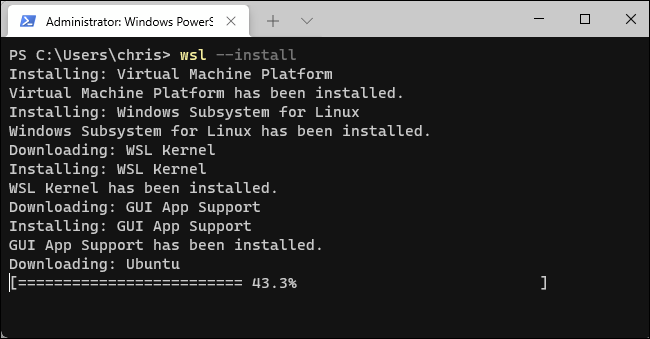 Administrator: Windows PowerS
PS C:\Users\chris> wsl --install
Installing: Virtual Machine Platform
Virtual Machine Platform has been installed.
Installing: Windows Subsystem for Linux
Windows Subsystem for Linux has been installed.
Downloading: WSL Kernel
Installing: WSL Kernel
WSL Kernel has been installed.
Downloading: GUI App Support
Installing: GUI App Support
GUI App Support has been installed.
Downloading: Ubuntu
[========================= 43.3%                           ]